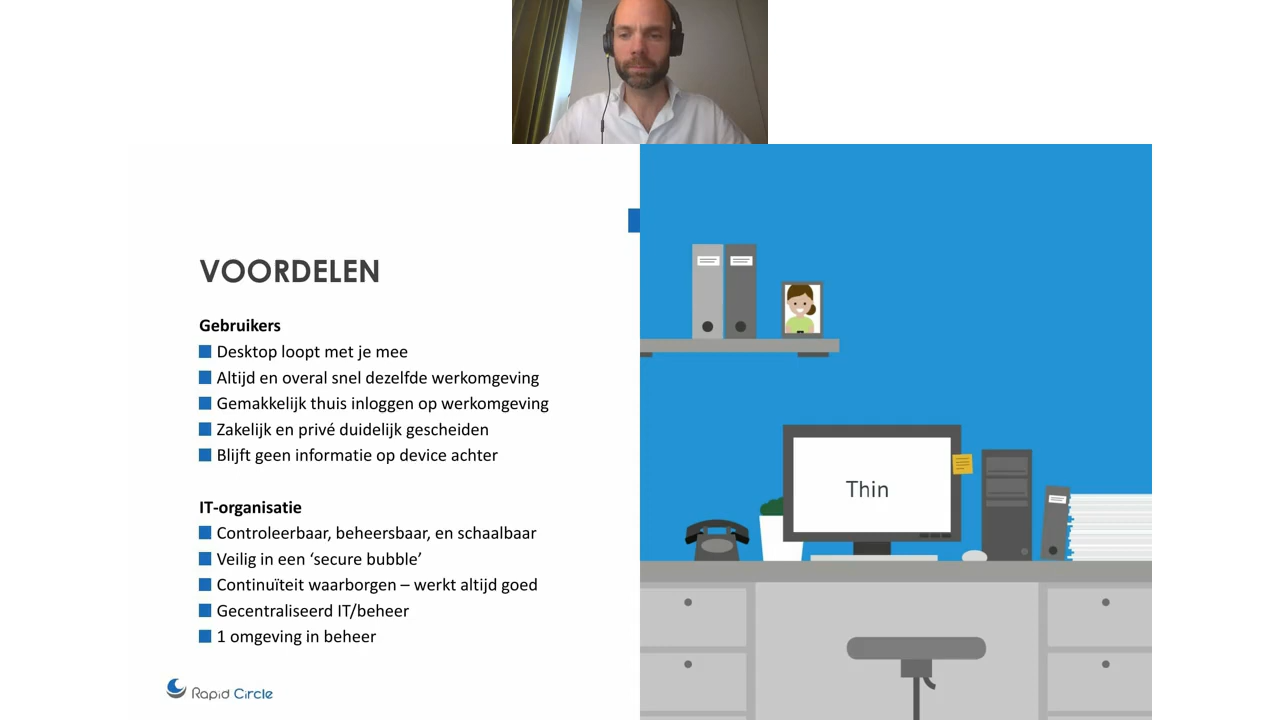 VOORDELEN
Gebruikers
Desktop loopt met je mee
Altijd en overal snel dezelfde werkomgeving
Gemakkelijk thuis inloggen op werkomgeving
Zakelijk en privé duidelijk gescheiden
Blijft geen informatie op device achter
IT-organisatie
Controleerbaar, beheersbaar, en schaalbaar
Veilig in een ‘secure bubble’
Continuïteit waarborgen – werkt altijd goed
Gecentraliseerd IT/beheer
1 omgeving in beheer
Rapid Circle
Thin